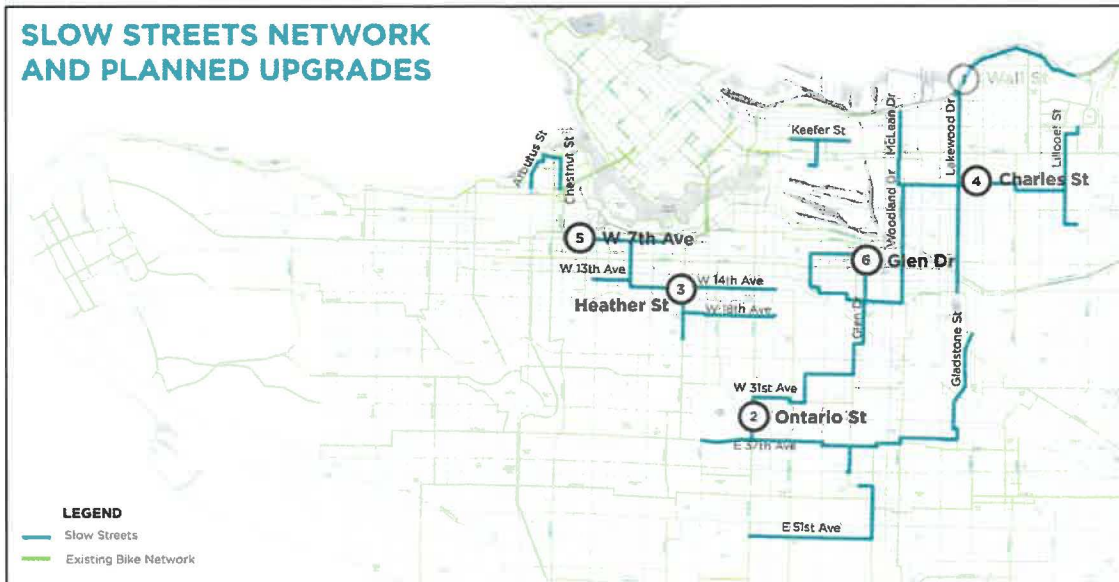 SLOW STREETS NETWORK
AND PLANNED UPGRADES
1 Wall St
Arbutus St
Chestnut St
Keefer St
McLean Dr
Lakewood Dr
Lillooet St
4 Charles St
Woodland Dr
5 W 7th Ave
6 Glen Dr
W 13th Ave
W 14th Ave
3
Heather St
W 18th Ave
Glen Dr
Gladstone St
W 31st Ave
2 Ontario St
E 37th Ave
E 51st Ave
LEGEND
Slow Streets
Existing Bike Network